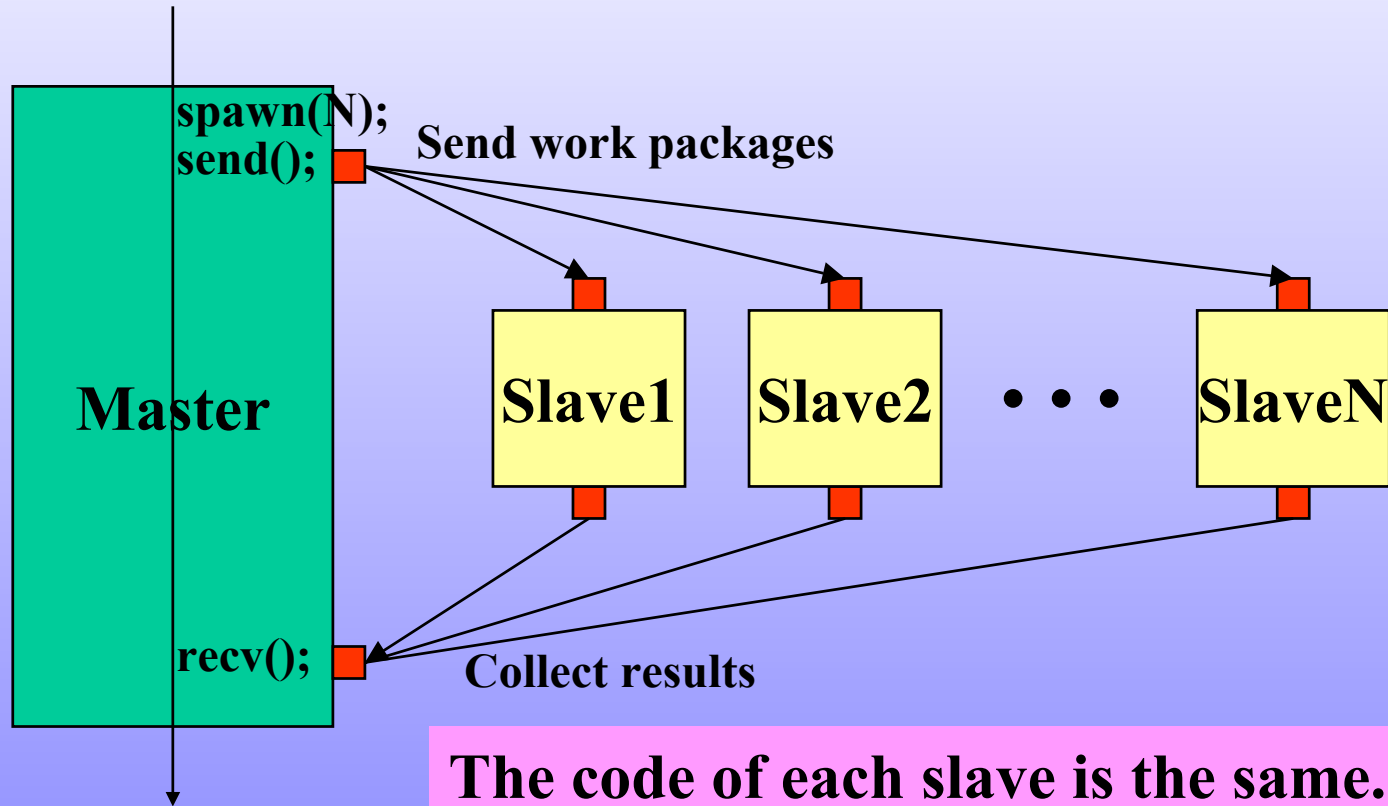 spawn(N);
send();
Send work packages
Master
Slave1
Slave2
• • •
SlaveN
recv();
Collect results
The code of each slave is the same.